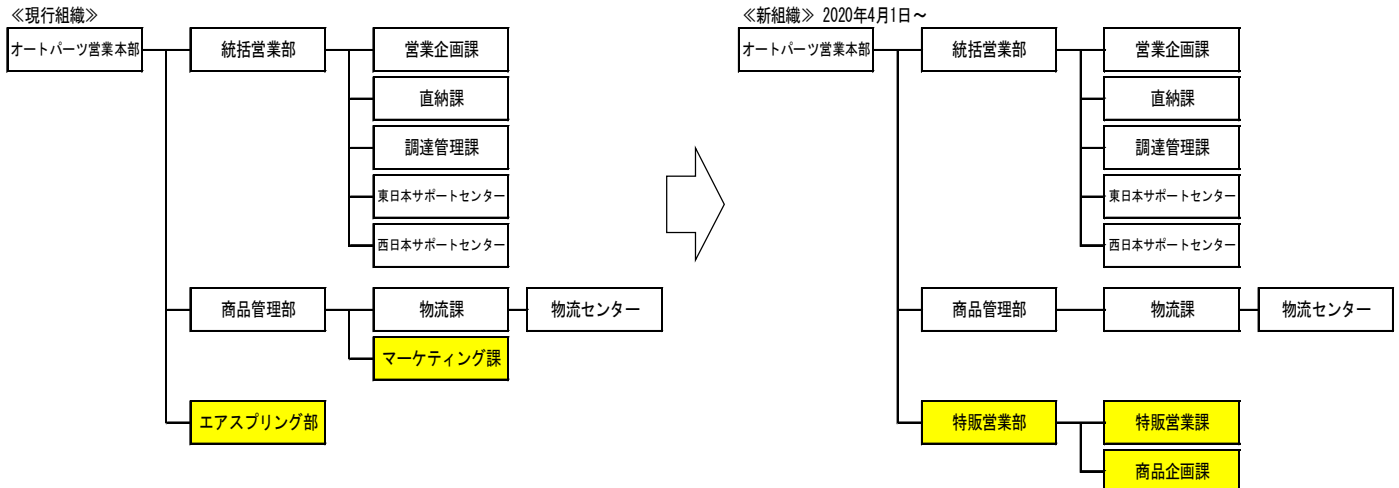 ≪現行組織≫
オートパーツ営業本部
統括営業部
営業企画課
直納課
調達管理課
東日本サポートセンター
西日本サポートセンター
商品管理部
物流課
物流センター
マーケティング課
エアスプリング部
≪新組織≫ 2020年4月1日～
オートパーツ営業本部
統括営業部
営業企画課
直納課
調達管理課
東日本サポートセンター
西日本サポートセンター
商品管理部
物流課
物流センター
特販営業部
特販営業課
商品企画課